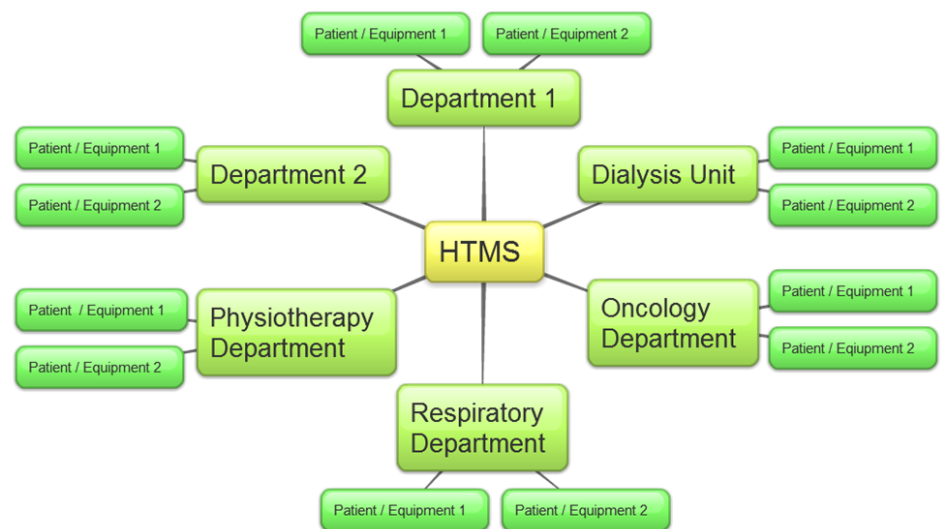 Patient / Equipment 1
Patient / Equipment 2
Department 1
Patient / Equipment 1
Patient / Equipment 2
Department 2
Dialysis Unit
Patient / Equipment 1
Patient / Equipment 2
HTMS
Patient / Equipment 1
Patient / Equipment 2
Physiotherapy
Department
Oncology
Department
Patient / Equipment 1
Patient / Eqiupment 2
Respiratory
Department
Patient / Equipment 1
Patient / Equipment 2